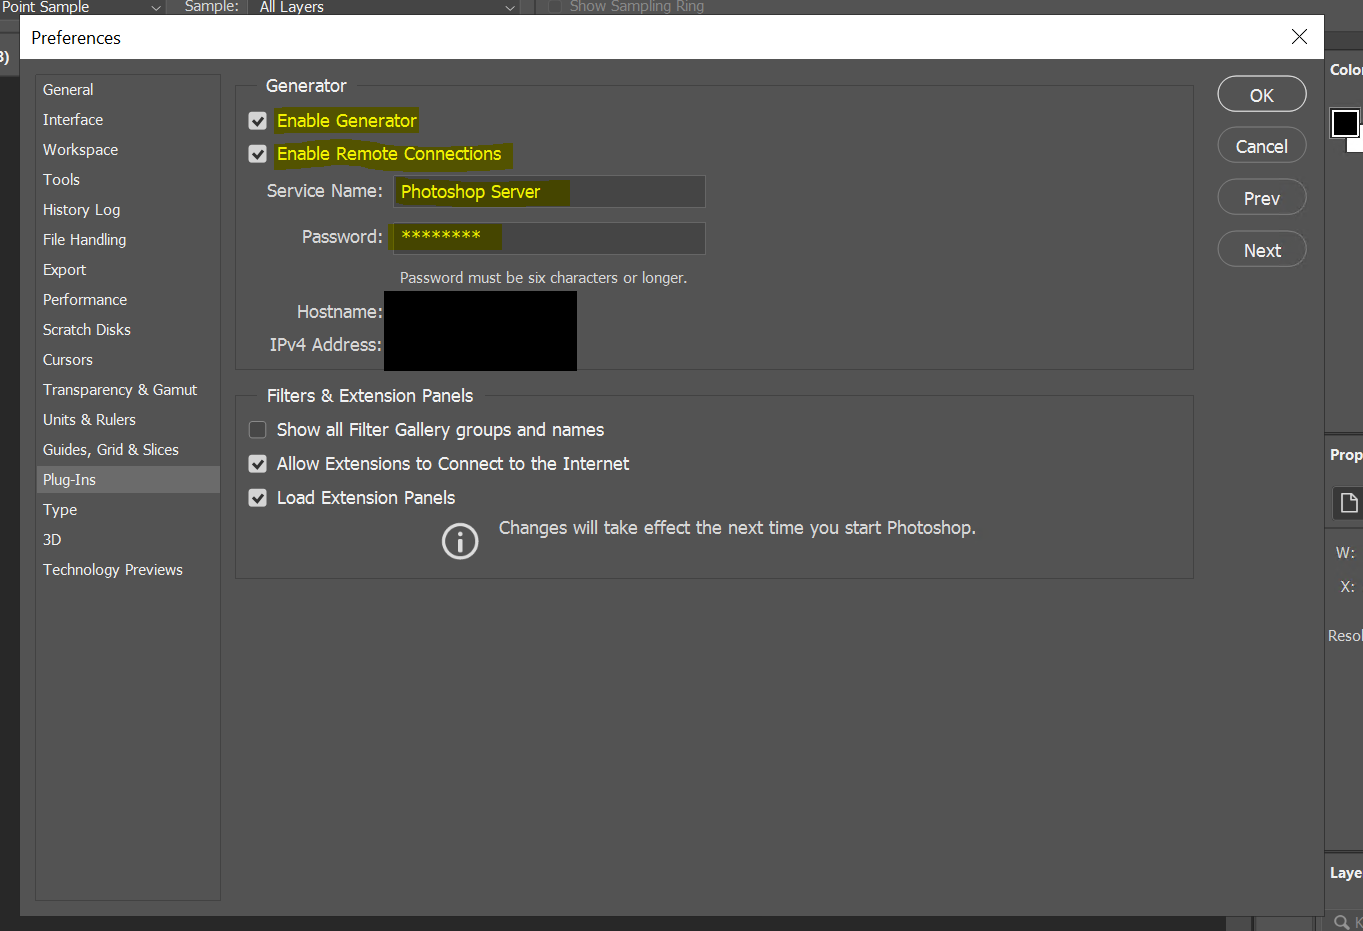 Point Sample
Sample:
All Layers
Show Sampling Ring
Preferences
3)
General
Interface
Workspace
Tools
History Log
File Handling
Export
Performance
Scratch Disks
Cursors
Transparency & Gamut
Units & Rulers
Guides, Grid & Slices
Plug-Ins
Type
3D
Technology Previews
Generator
Enable Generator
Enable Remote Connections
Service Name: Photoshop Server
Password: ********
Password must be six characters or longer.
Hostname:
IPv4 Address:
Filters & Extension Panels
Show all Filter Gallery groups and names
Allow Extensions to Connect to the Internet
Load Extension Panels
Changes will take effect the next time you start Photoshop.
OK
Cancel
Prev
Next
Colo
Prop
W:
X:
Resol
Laye
K